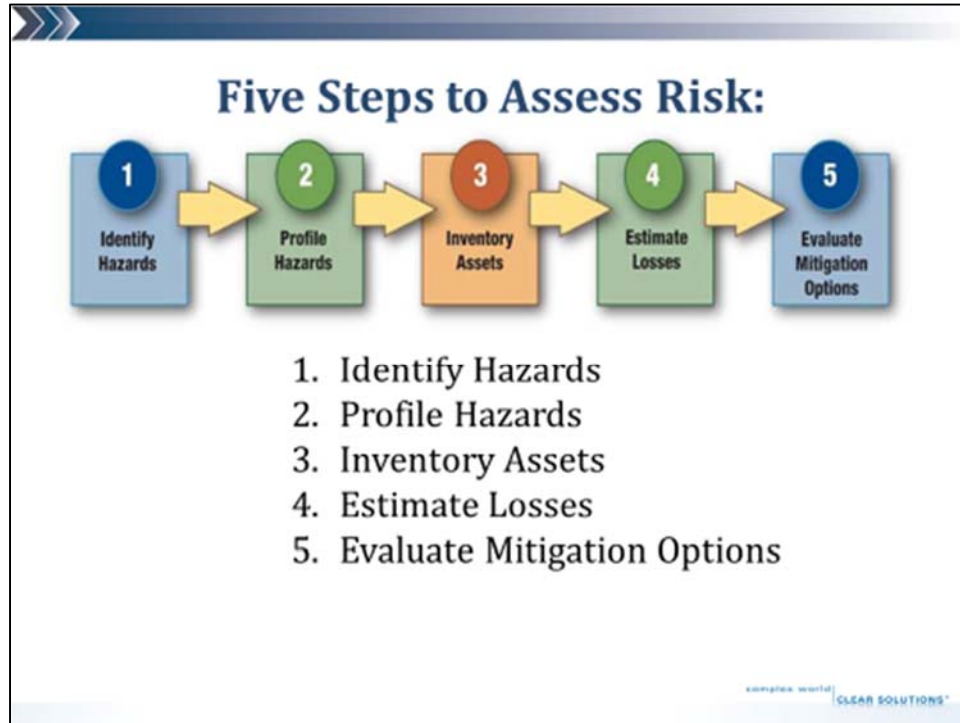 Five Steps to Assess Risk:
1
2
3
4
5
Identify
Hazards
Profile
Hazards
Inventory
Assets
Estimate
Losses
Evaluate
Mitigation
Options
1. Identify Hazards
2. Profile Hazards
3. Inventory Assets
4. Estimate Losses
5. Evaluate Mitigation Options
complex world CLEAR SOLUTIONS™